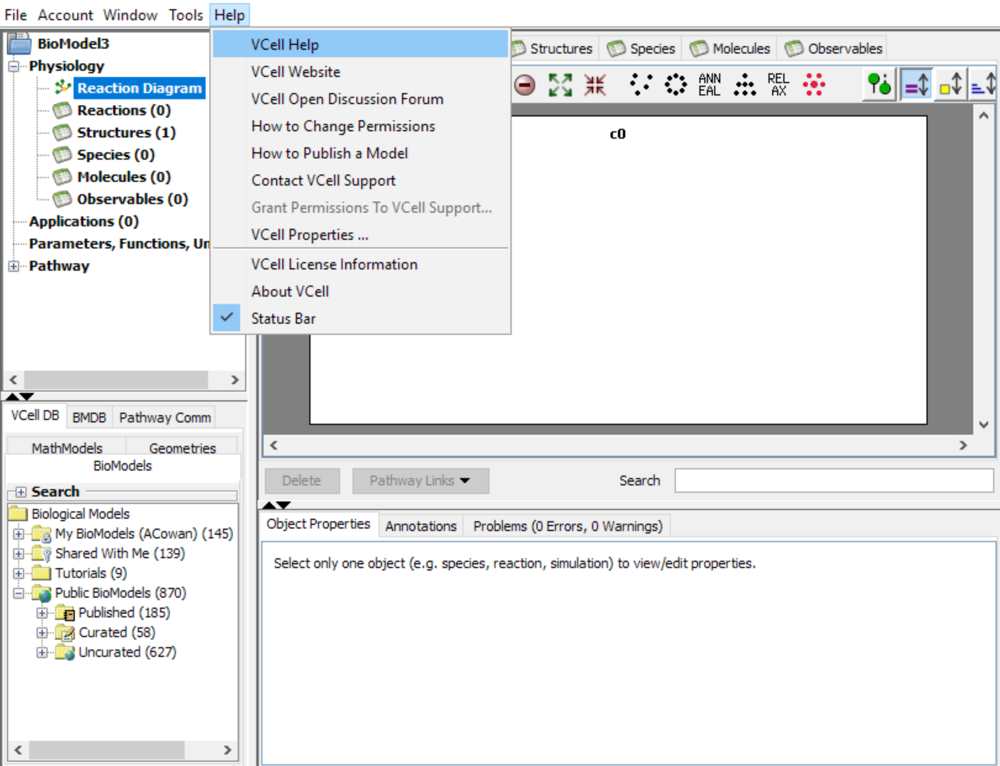 File Account Window Tools Help
BioModel3
Physiology
Reaction Diagram
Reactions (0)
Structures (1)
Species (0)
Molecules (0)
Observables (0)
Applications (0)
Parameters, Functions, Un
Pathway
VCell Help
VCell Website
VCell Open Discussion Forum
How to Change Permissions
How to Publish a Model
Contact VCell Support
Grant Permissions To VCell Support...
VCell Properties ...
VCell License Information
About VCell
Status Bar
Structures Species Molecules Observables
ANN
EAL
REL
AX
c0
Delete Pathway Links Search
VCell DB BMDB Pathway Comm
MathModels Geometries
BioModels
Search
Biological Models
My BioModels (ACowan) (145)
Shared With Me (139)
Tutorials (9)
Public BioModels (870)
Published (185)
Curated (58)
Uncurated (627)
Object Properties Annotations Problems (0 Errors, 0 Warnings)
Select only one object (e.g. species, reaction, simulation) to view/edit properties.